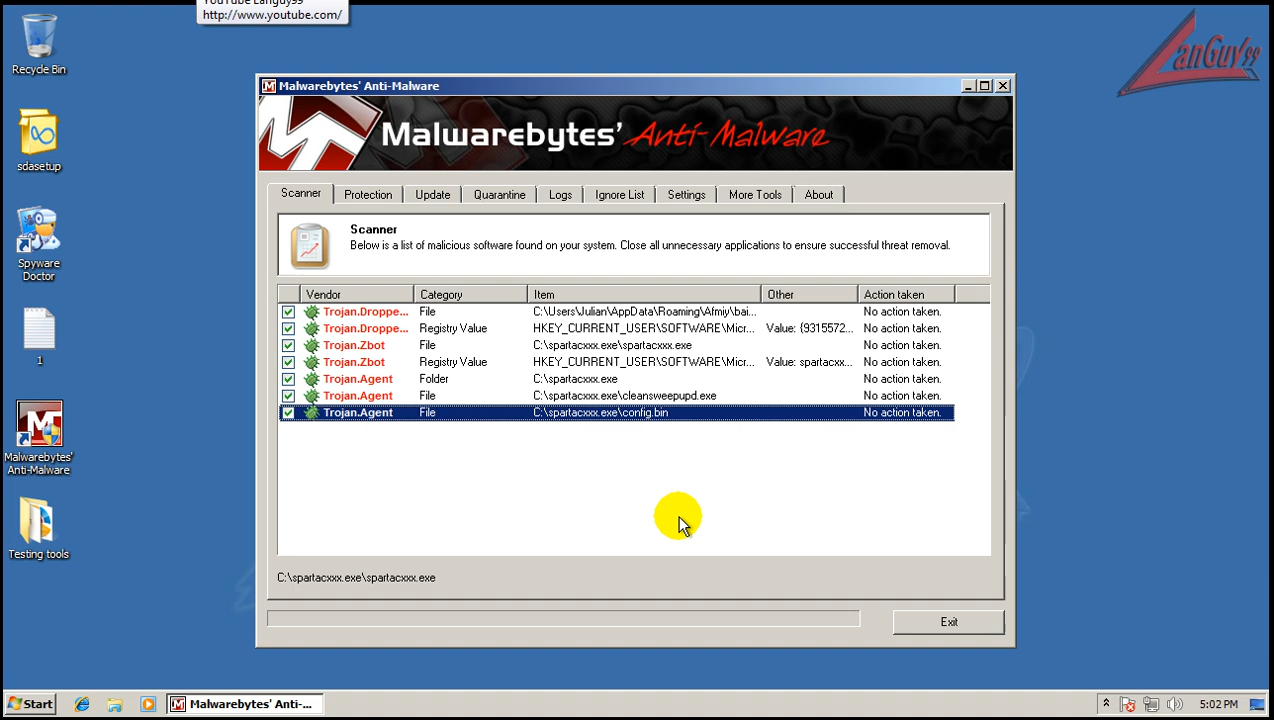 YouTube Languy99
http://www.youtube.com/
LanGuy99
Recycle Bin
sdasetup
Spyware
Doctor
1
Malwarebytes'
Anti-Malware
Testing tools
Malwarebytes' Anti-Malware
Malwarebytes' Anti-Malware
Scanner Protection Update Quarantine Logs Ignore List Settings More Tools About
Scanner
Below is a list of malicious software found on your system. Close all unnecessary applications to ensure successful threat removal.
Vendor Category Item Other Action taken
Trojan.Droppe... File C:\Users\Julian\AppData\Roaming\Afmiy\bai... No action taken.
Trojan.Droppe... Registry Value HKEY_CURRENT_USER\SOFTWARE\Micr... Value: {9315572... No action taken.
Trojan.Zbot File C:\spartacxxx.exe\spartacxxx.exe No action taken.
Trojan.Zbot Registry Value HKEY_CURRENT_USER\SOFTWARE\Micr... Value: spartacxx... No action taken.
Trojan.Agent Folder C:\spartacxxx.exe No action taken.
Trojan.Agent File C:\spartacxxx.exe\cleansweepupd.exe No action taken.
Trojan.Agent File C:\spartacxxx.exe\config.bin No action taken.
C:\spartacxxx.exe\spartacxxx.exe
Exit
Start
Malwarebytes' Anti-...
5:02 PM